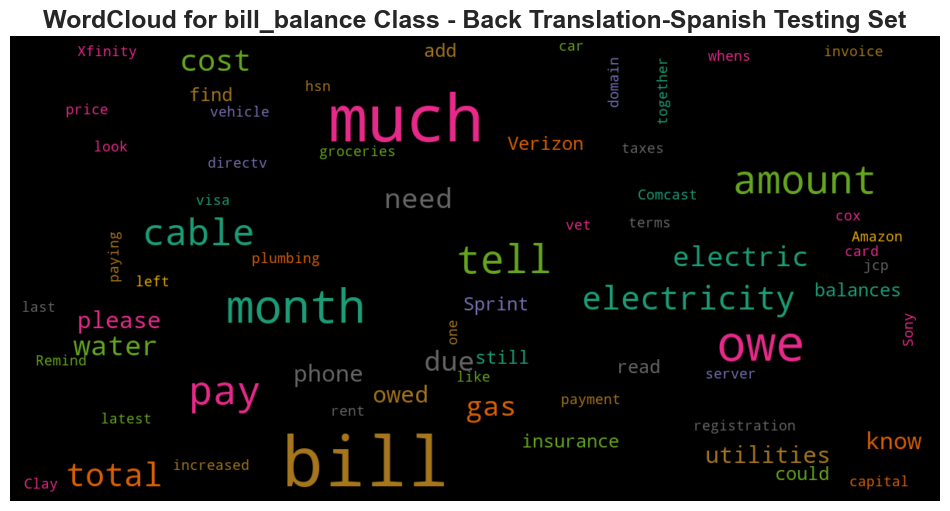 WordCloud for bill_balance Class - Back Translation-Spanish Testing Set
Xfinity
cost
add
car
whens
invoice
domain
together
find
hsn
price
vehicle
much
look
groceries
Verizon
taxes
directv
amount
visa
need
Comcast
cable
vet
terms
cox
Amazon
paying
plumbing
tell
electric
card
jcp
left
last
month
Sprint
electricity
balances
please
one
Sony
water
owe
Remind
due
still
phone
like
read
server
pay
owed
gas
payment
latest
rent
registration
insurance
know
bill
utilities
total
increased
could
Clay
capital